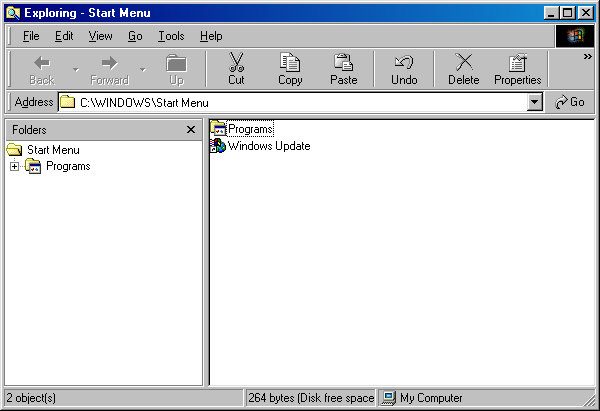 Exploring - Start Menu
File Edit View Go Tools Help
Back Forward Up Cut Copy Paste Undo Delete Properties »
Address C:\WINDOWS\Start Menu Go
Folders
Start Menu
Programs
Programs
Windows Update
2 object(s) 264 bytes (Disk free space My Computer